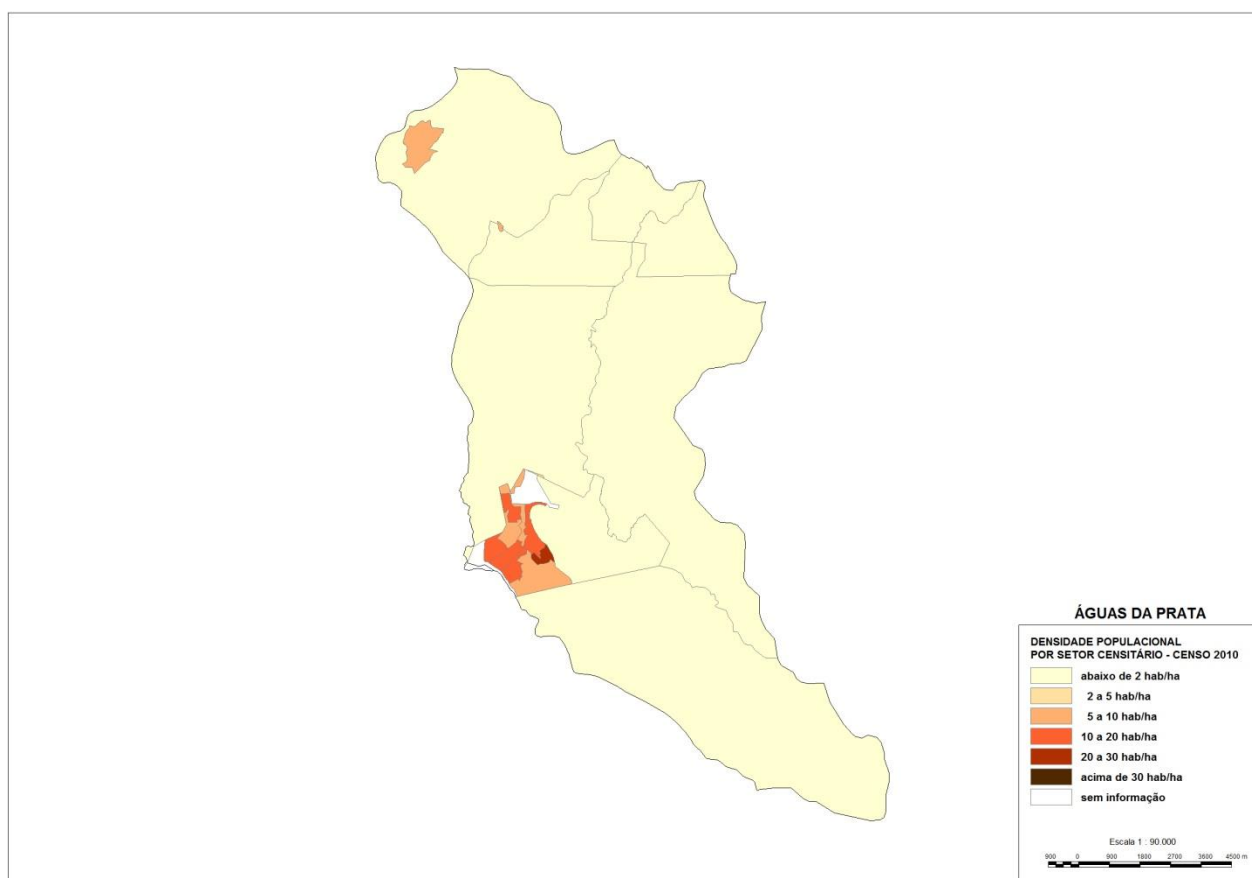 ÁGUAS DA PRATA
DENSIDADE POPULACIONAL
POR SETOR CENSITÁRIO - CENSO 2010
abaixo de 2 hab/ha
2 a 5 hab/ha
5 a 10 hab/ha
10 a 20 hab/ha
20 a 30 hab/ha
acima de 30 hab/ha
sem informação
Escala 1 : 90.000
900 0 900 1800 2700 3600 4500 m